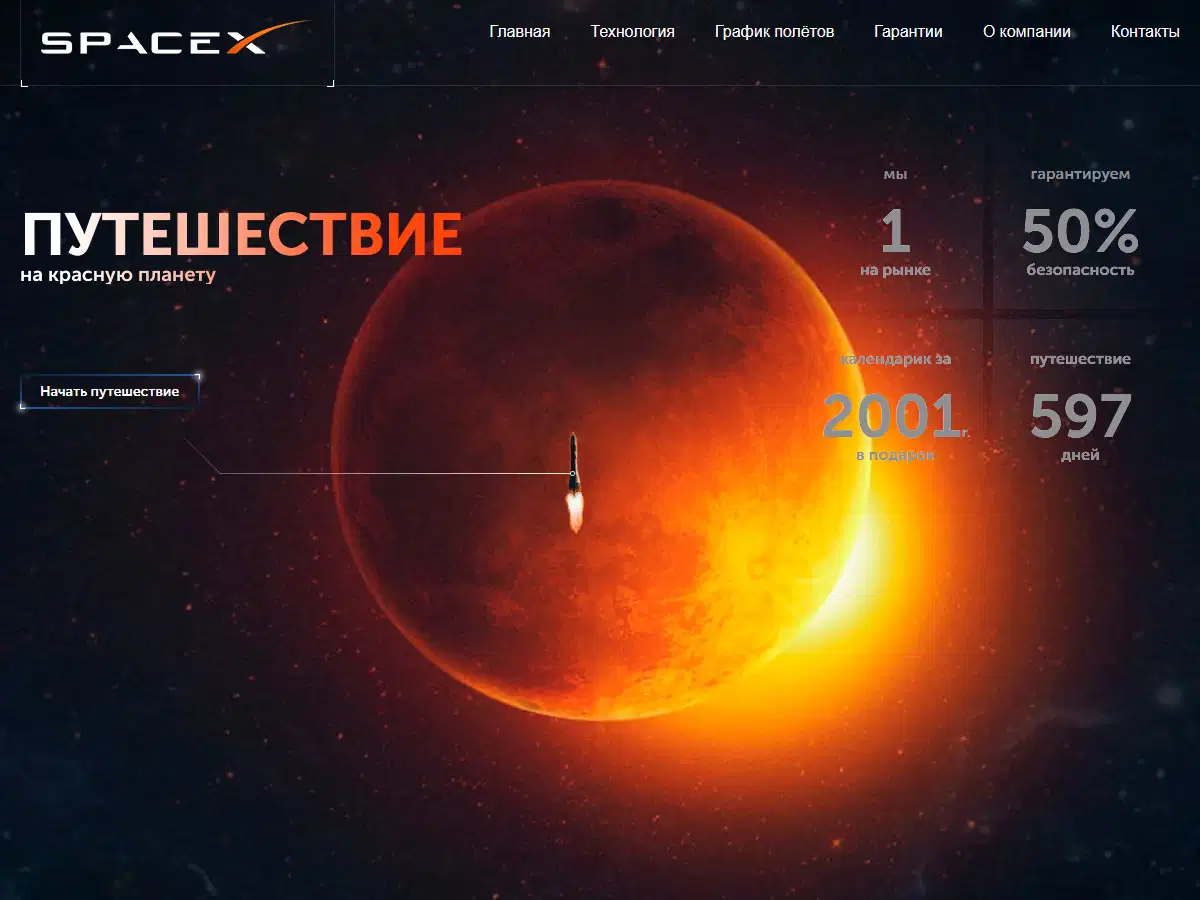 SPACEX
Главная Технология График полётов Гарантии О компании Контакты
ПУТЕШЕСТВИЕ
на красную планету
Начать путешествие
мы
1
на рынке
гарантируем
50%
безопасность
календарик за
2001г.
в подарок
путешествие
597
дней